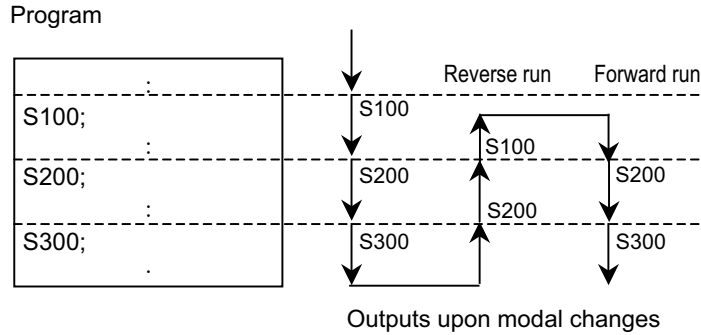 Program
Reverse run Forward run
:
S100; S100
: S100
S200; S200 S200
: S200
S300; S300 S300
.
Outputs upon modal changes